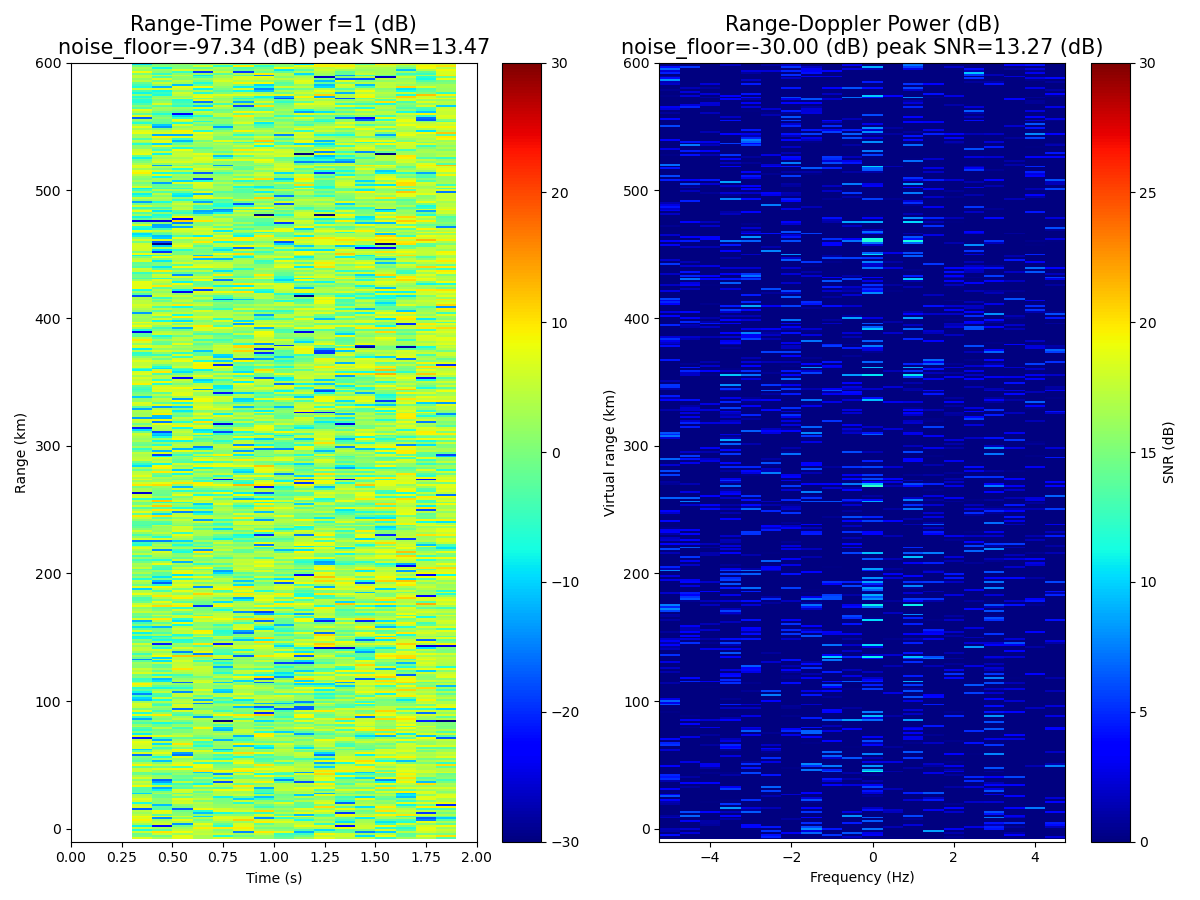 Range-Time Power f=1 (dB)
noise_floor=-97.34 (dB) peak SNR=13.47
Range-Doppler Power (dB)
noise_floor=-30.00 (dB) peak SNR=13.27 (dB)
600
500
400
300
200
100
0
Range (km)
0.00 0.25 0.50 0.75 1.00 1.25 1.50 1.75 2.00
Time (s)
30
20
10
0
−10
−20
−30
600
500
400
300
200
100
0
Virtual range (km)
−4 −2 0 2 4
Frequency (Hz)
30
25
20
15
10
5
0
SNR (dB)